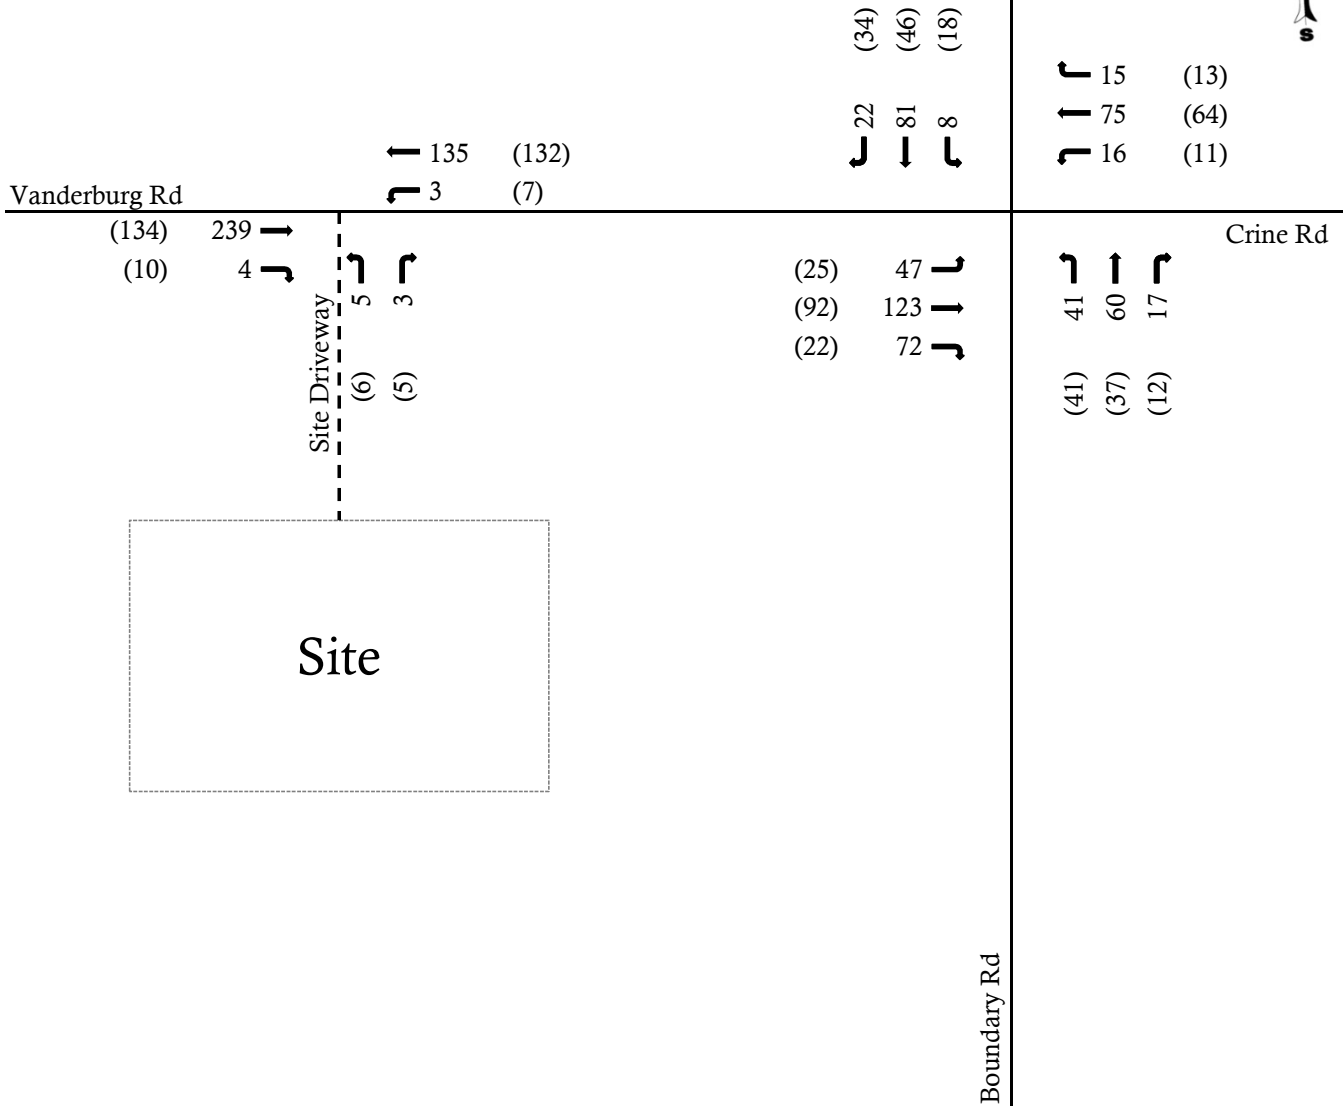 (34) (46) (18)
S
22 81 8
15 (13)
75 (64)
16 (11)
135 (132)
3 (7)
Vanderburg Rd
(134) 239
(10) 4
Crine Rd
5 3
(6) (5)
Site Driveway
(25) 47
(92) 123
(22) 72
41 60 17
(41) (37) (12)
Site
Boundary Rd